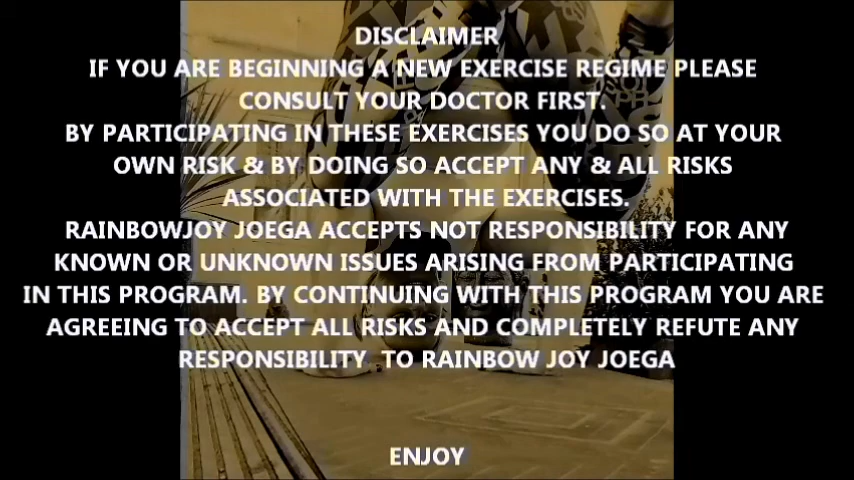 DISCLAIMER
IF YOU ARE BEGINNING A NEW EXERCISE REGIME PLEASE
CONSULT YOUR DOCTOR FIRST.
BY PARTICIPATING IN THESE EXERCISES YOU DO SO AT YOUR
OWN RISK & BY DOING SO ACCEPT ANY & ALL RISKS
ASSOCIATED WITH THE EXERCISES.
RAINBOWJOY JOEGA ACCEPTS NOT RESPONSIBILITY FOR ANY
KNOWN OR UNKNOWN ISSUES ARISING FROM PARTICIPATING
IN THIS PROGRAM. BY CONTINUING WITH THIS PROGRAM YOU ARE
AGREEING TO ACCEPT ALL RISKS AND COMPLETELY REFUTE ANY
RESPONSIBILITY TO RAINBOW JOY JOEGA
ENJOY